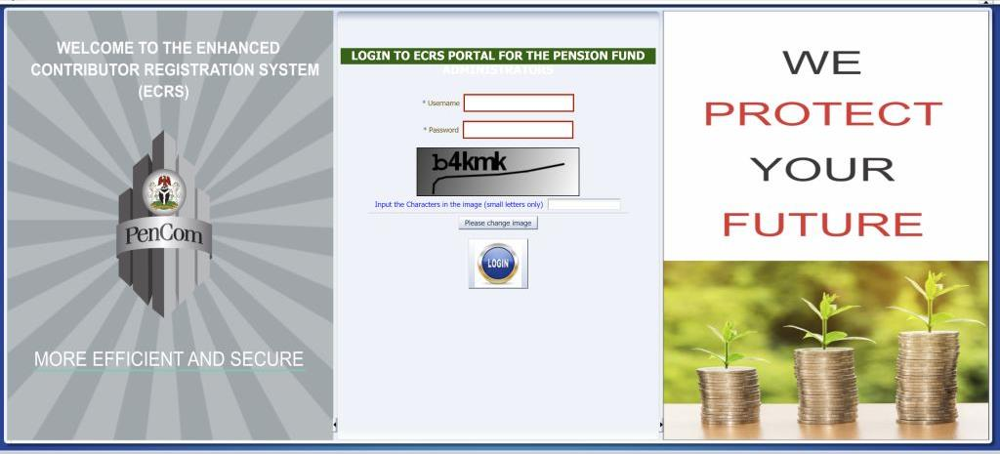 WELCOME TO THE ENHANCED
CONTRIBUTOR REGISTRATION SYSTEM
(ECRS)
PenCom
MORE EFFICIENT AND SECURE
LOGIN TO ECRS PORTAL FOR THE PENSION FUND
ADMINISTRATORS
* Username
* Password
b4kmk
Input the Characters in the image (small letters only)
Please change image
LOGIN
WE
PROTECT
YOUR
FUTURE